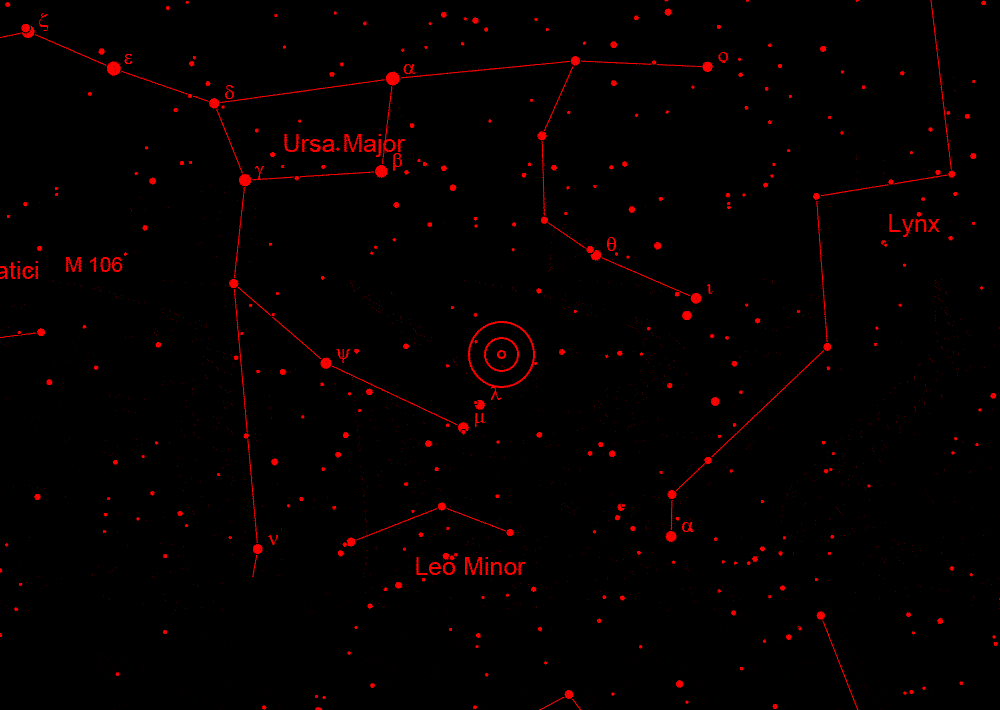 ζ
ε
α
ο
δ
Ursa Major
β
γ
Lynx
θ
atici
M 106
ι
ψ
λ
μ
α
ν
Leo Minor